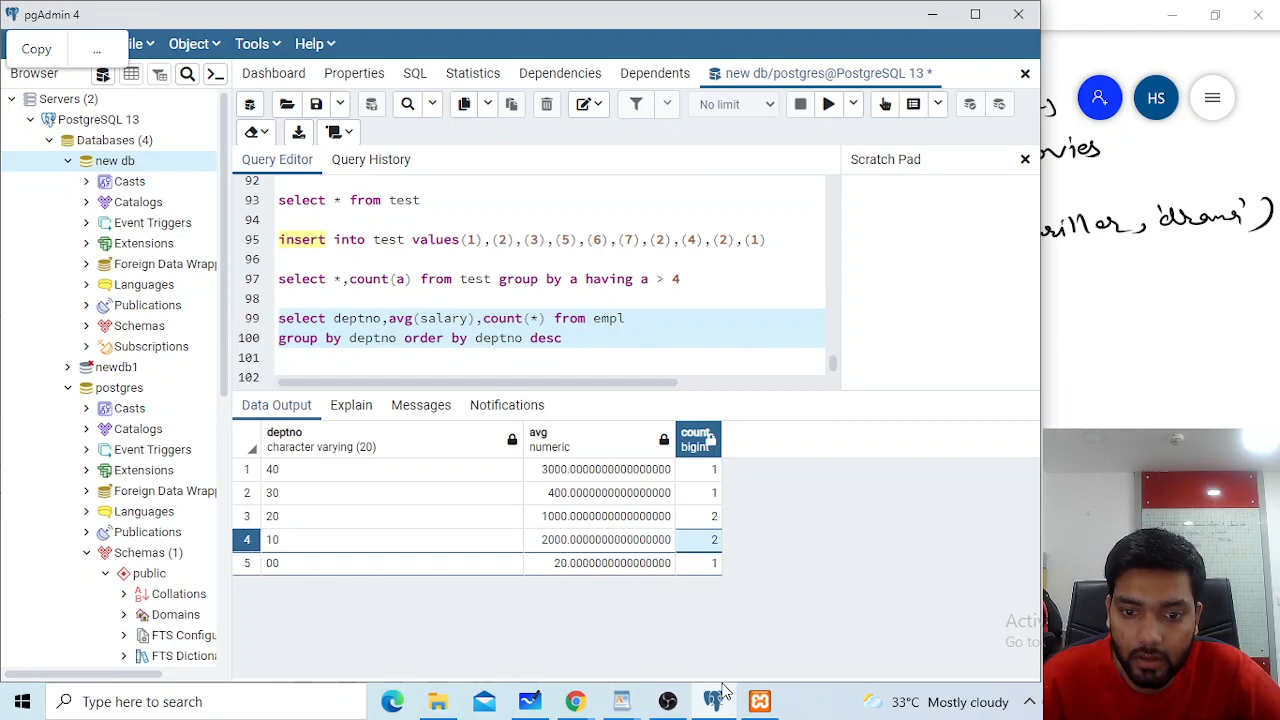 pgAdmin 4
Copy ...
ile Object Tools Help
Browser
Dashboard Properties SQL Statistics Dependencies Dependents new db/postgres@PostgreSQL 13 *
Servers (2)
PostgreSQL 13
Databases (4)
new db
Casts
Catalogs
Event Triggers
Extensions
Foreign Data Wrap
Languages
Publications
Schemas
Subscriptions
newdb1
postgres
Casts
Catalogs
Event Triggers
Extensions
Foreign Data Wrap
Languages
Publications
Schemas (1)
public
Collations
Domains
FTS Configu
FTS Dictiona
No limit
Query Editor Query History
Scratch Pad
92
93 select * from test
94
95 insert into test values(1),(2),(3),(5),(6),(7),(2),(4),(2),(1)
96
97 select *,count(a) from test group by a having a > 4
98
99 select deptno,avg(salary),count(*) from empl
100 group by deptno order by deptno desc
101
102
Data Output Explain Messages Notifications
deptno avg count
character varying (20) numeric bigint
1 40 3000.0000000000000000 1
2 30 400.0000000000000000 1
3 20 1000.0000000000000000 2
4 10 2000.0000000000000000 2
5 00 20.0000000000000000 1
HS
Activ
Go to
Type here to search
33°C Mostly cloudy